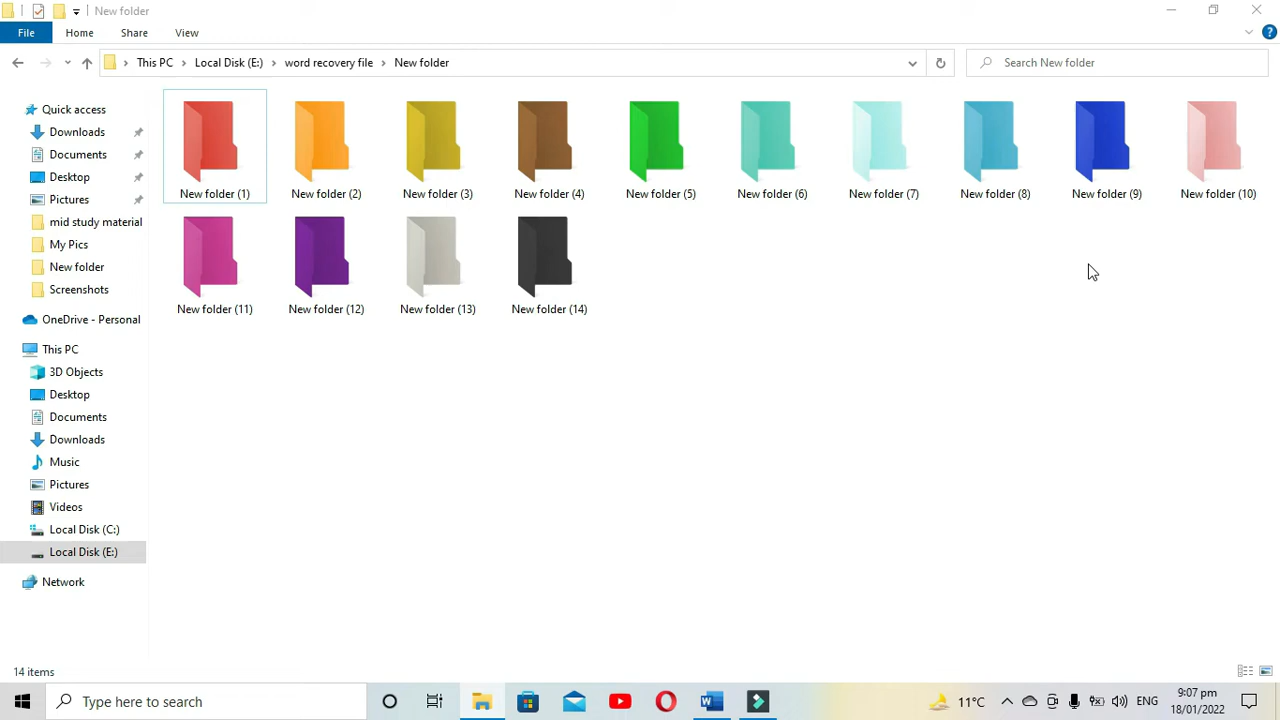 New folder
File Home Share View
This PC Local Disk (E:) word recovery file New folder Search New folder
Quick access
Downloads
Documents
Desktop
Pictures
mid study material
My Pics
New folder
Screenshots
OneDrive - Personal
This PC
3D Objects
Desktop
Documents
Downloads
Music
Pictures
Videos
Local Disk (C:)
Local Disk (E:)
Network
New folder (1) New folder (2) New folder (3) New folder (4) New folder (5) New folder (6) New folder (7) New folder (8) New folder (9) New folder (10)
New folder (11) New folder (12) New folder (13) New folder (14)
14 items
Type here to search 11°C ENG 9:07 pm
18/01/2022